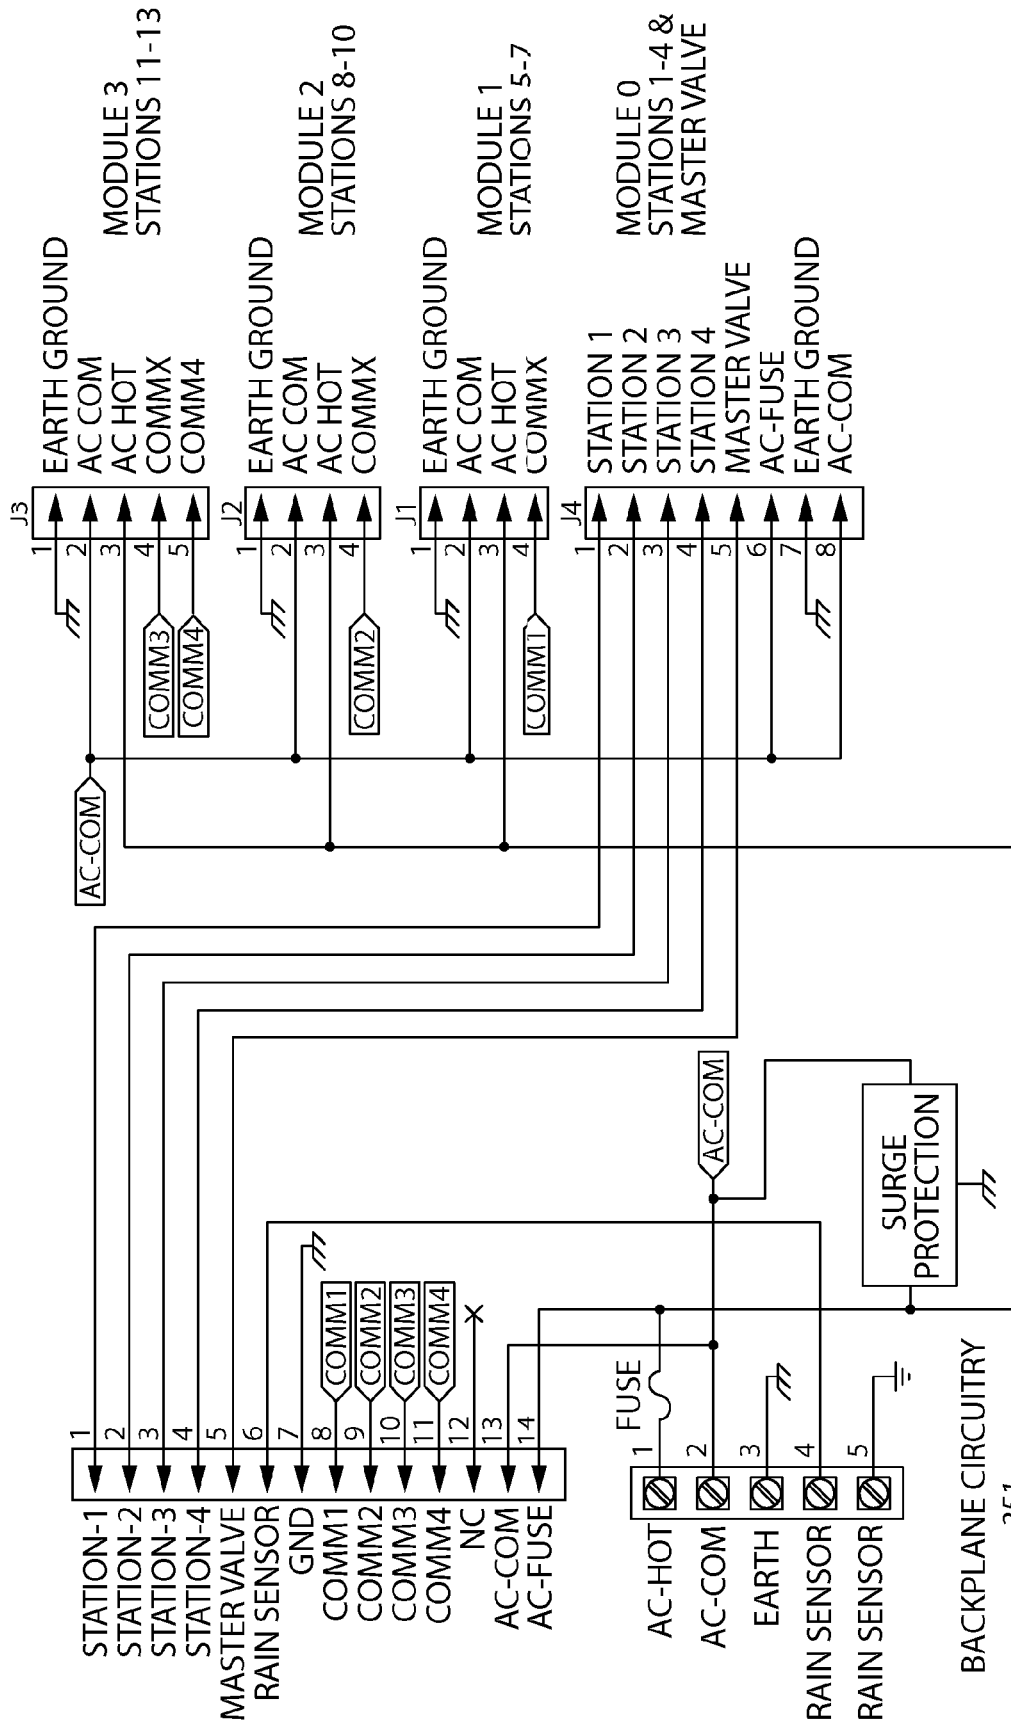 STATION-1
STATION-2
STATION-3
STATION-4
MASTER VALVE
RAIN SENSOR
GND
COMM1
COMM2
COMM3
COMM4
NC
AC-COM
AC-FUSE
1
2
3
4
5
6
7
8
9
10
11
12
13
14
COMM1
COMM2
COMM3
COMM4
AC-HOT
AC-COM
EARTH
RAIN SENSOR
RAIN SENSOR
1
2
3
4
5
FUSE
AC-COM
SURGE
PROTECTION
AC-COM
J3
1
2
3
4
5
COMM3
COMM4
EARTH GROUND
AC COM
AC HOT
COMMX
COMM4
MODULE 3
STATIONS 11-13
J2
1
2
3
4
COMM2
EARTH GROUND
AC COM
AC HOT
COMMX
MODULE 2
STATIONS 8-10
J1
1
2
3
4
COMM1
EARTH GROUND
AC COM
AC HOT
COMMX
MODULE 1
STATIONS 5-7
J4
1
2
3
4
5
6
7
8
STATION 1
STATION 2
STATION 3
STATION 4
MASTER VALVE
AC-FUSE
EARTH GROUND
AC-COM
MODULE 0
STATIONS 1-4 &
MASTER VALVE
BACKPLANE CIRCUITRY